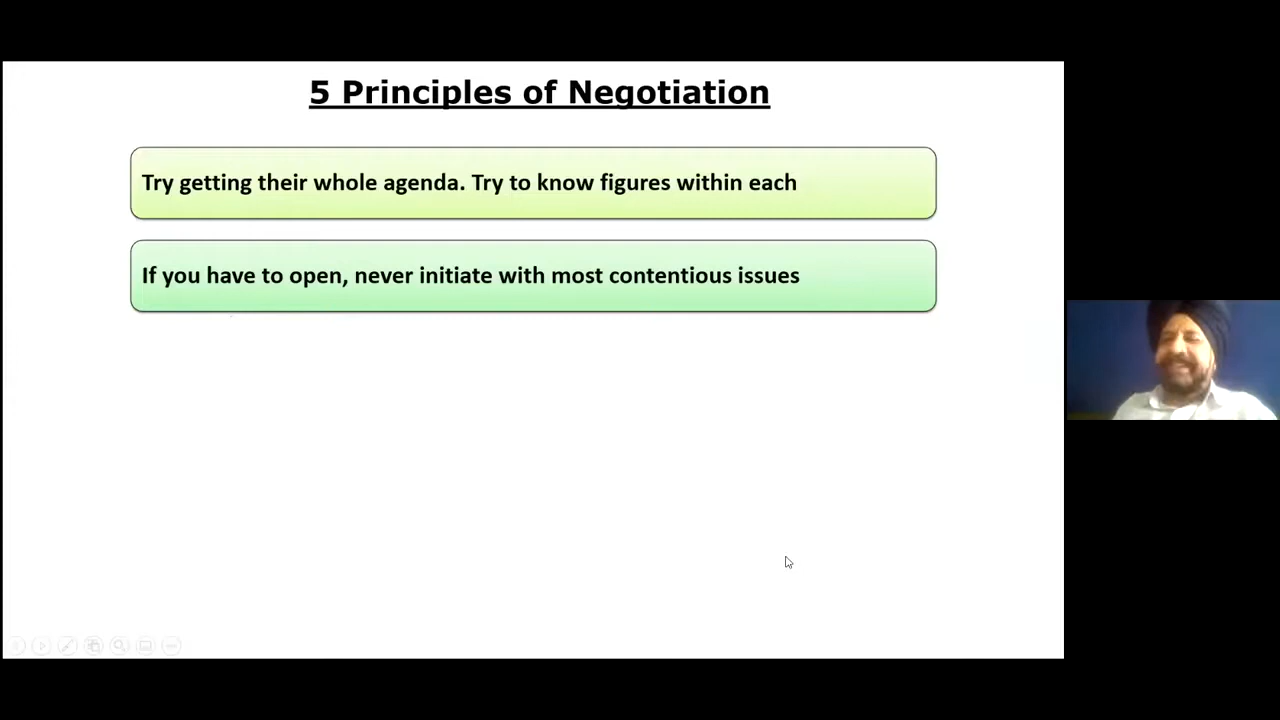 5 Principles of Negotiation
Try getting their whole agenda. Try to know figures within each
If you have to open, never initiate with most contentious issues